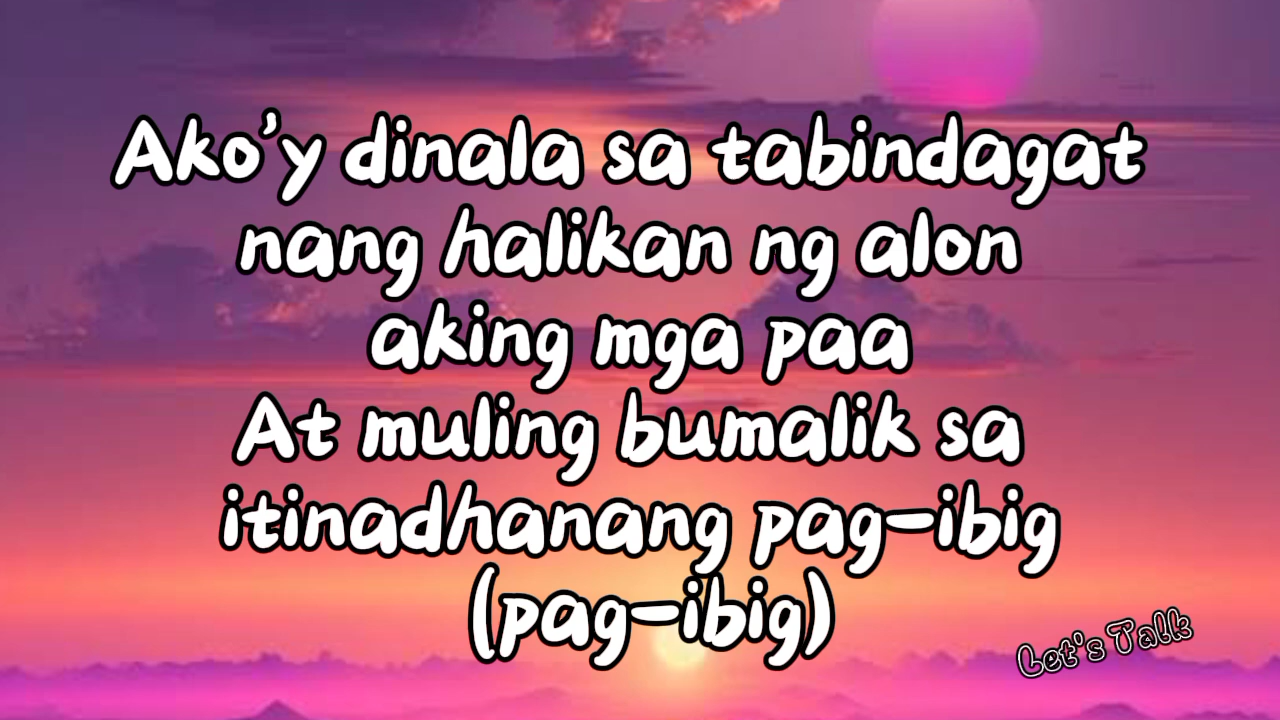 Ako'y dinala sa tabindagat
nang halikan ng alon
aking mga paa
At muling bumalik sa
itinadhanang pag-ibig
(pag-ibig)
Let's Talk